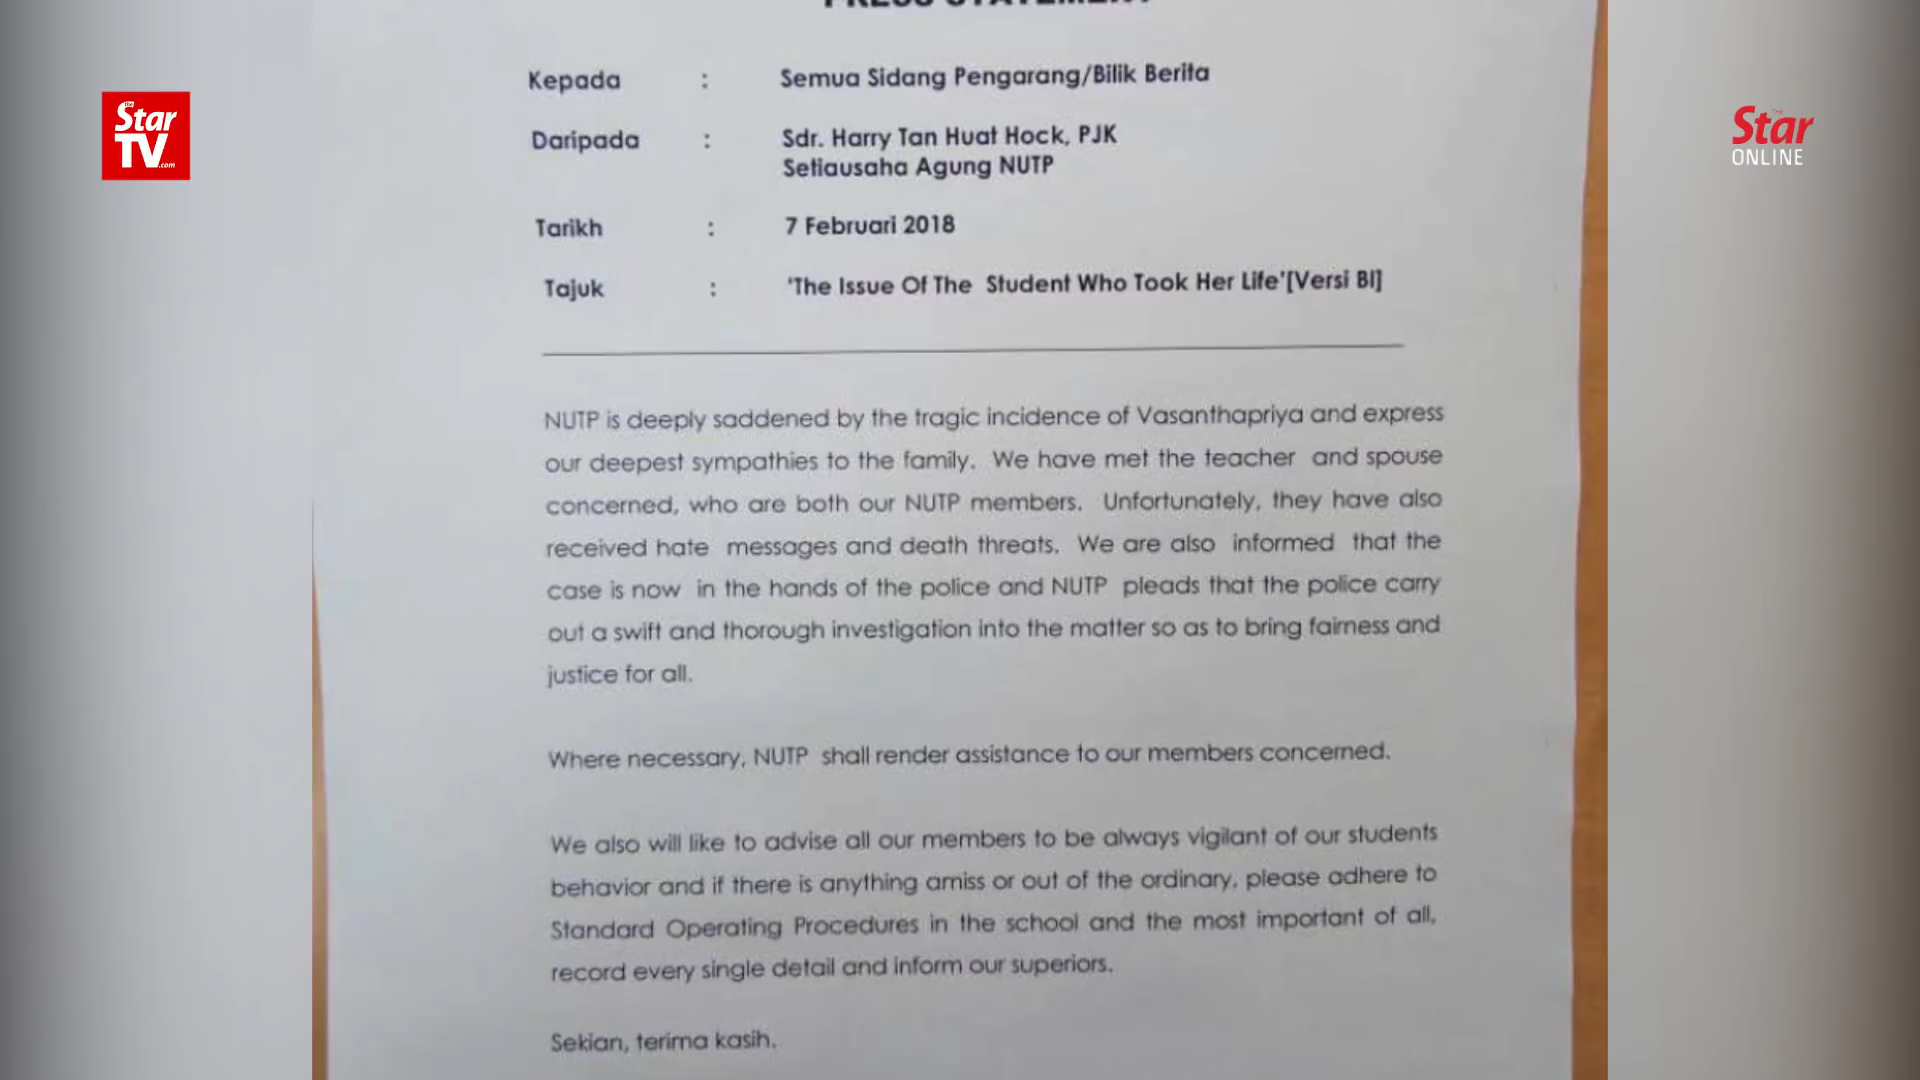 PRESS STATEMENT
Kepada : Semua Sidang Pengarang/Bilik Berita
Daripada : Sdr. Harry Tan Huat Hock, PJK
Setiausaha Agung NUTP
Tarikh : 7 Februari 2018
Tajuk : 'The Issue Of The Student Who Took Her Life'[Versi BI]
NUTP is deeply saddened by the tragic incidence of Vasanthapriya and express
our deepest sympathies to the family. We have met the teacher and spouse
concerned, who are both our NUTP members. Unfortunately, they have also
received hate messages and death threats. We are also informed that the
case is now in the hands of the police and NUTP pleads that the police carry
out a swift and thorough investigation into the matter so as to bring fairness and
justice for all.
Where necessary, NUTP shall render assistance to our members concerned.
We also will like to advise all our members to be always vigilant of our students
behavior and if there is anything amiss or out of the ordinary, please adhere to
Standard Operating Procedures in the school and the most important of all,
record every single detail and inform our superiors.
Sekian, terima kasih.
The Star
TV.com
The Star
ONLINE